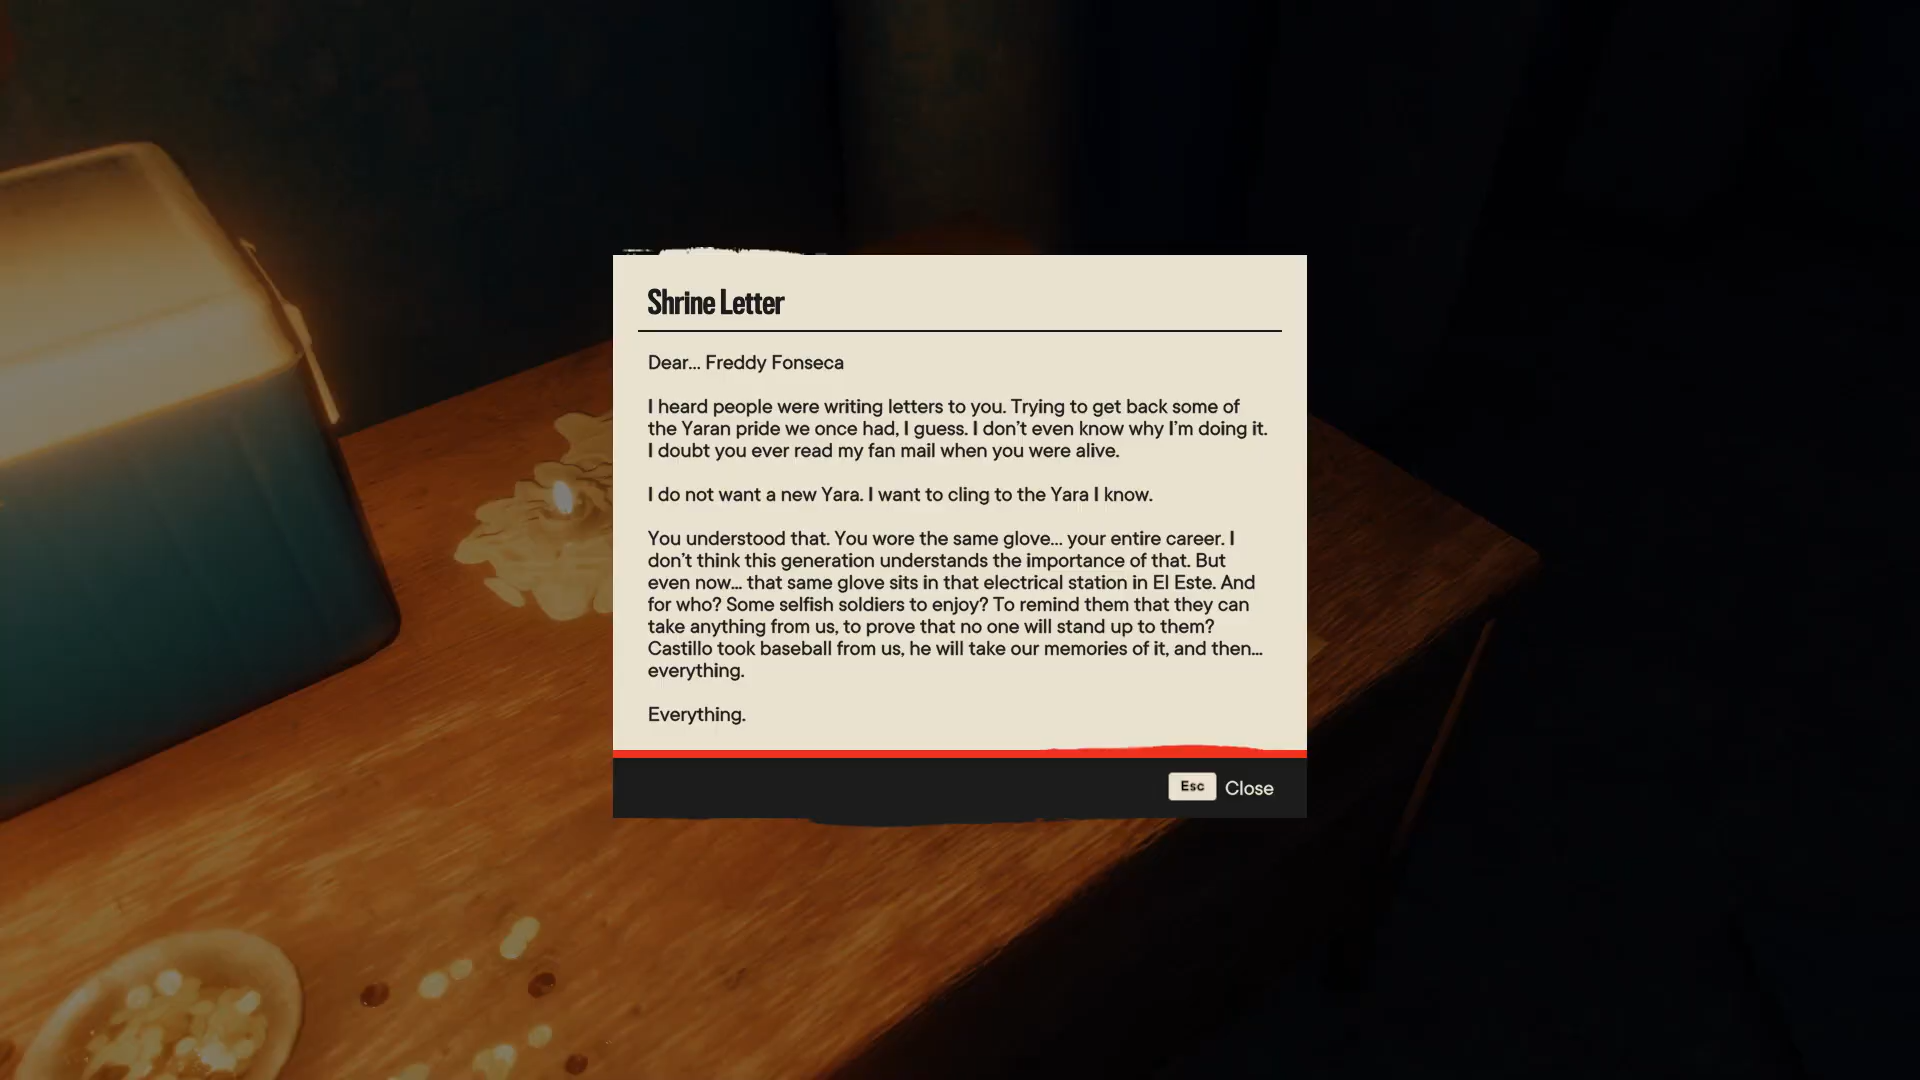 Shrine Letter
Dear... Freddy Fonseca
I heard people were writing letters to you. Trying to get back some of
the Yaran pride we once had, I guess. I don't even know why I'm doing it.
I doubt you ever read my fan mail when you were alive.
I do not want a new Yara. I want to cling to the Yara I know.
You understood that. You wore the same glove... your entire career. I
don't think this generation understands the importance of that. But
even now... that same glove sits in that electrical station in El Este. And
for who? Some selfish soldiers to enjoy? To remind them that they can
take anything from us, to prove that no one will stand up to them?
Castillo took baseball from us, he will take our memories of it, and then...
everything.
Everything.
Esc Close